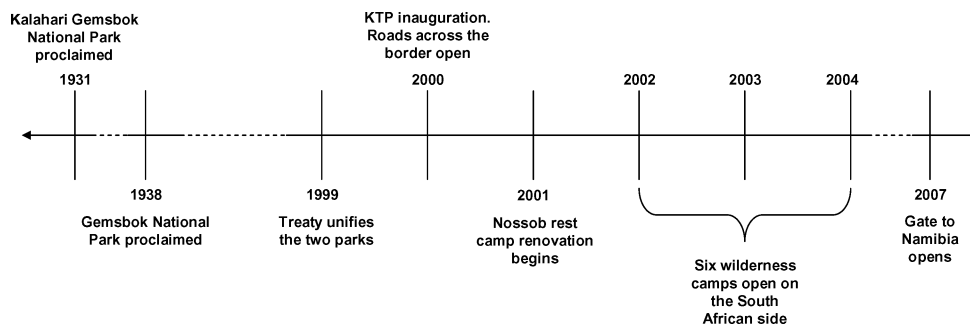 Kalahari Gemsbok
National Park
proclaimed
1931
KTP inauguration.
Roads across the
border open
2000
2002
2003
2004
1938
Gemsbok National
Park proclaimed
1999
Treaty unifies
the two parks
2001
Nossob rest
camp renovation
begins
Six wilderness
camps open on
the South
African side
2007
Gate to
Namibia
opens